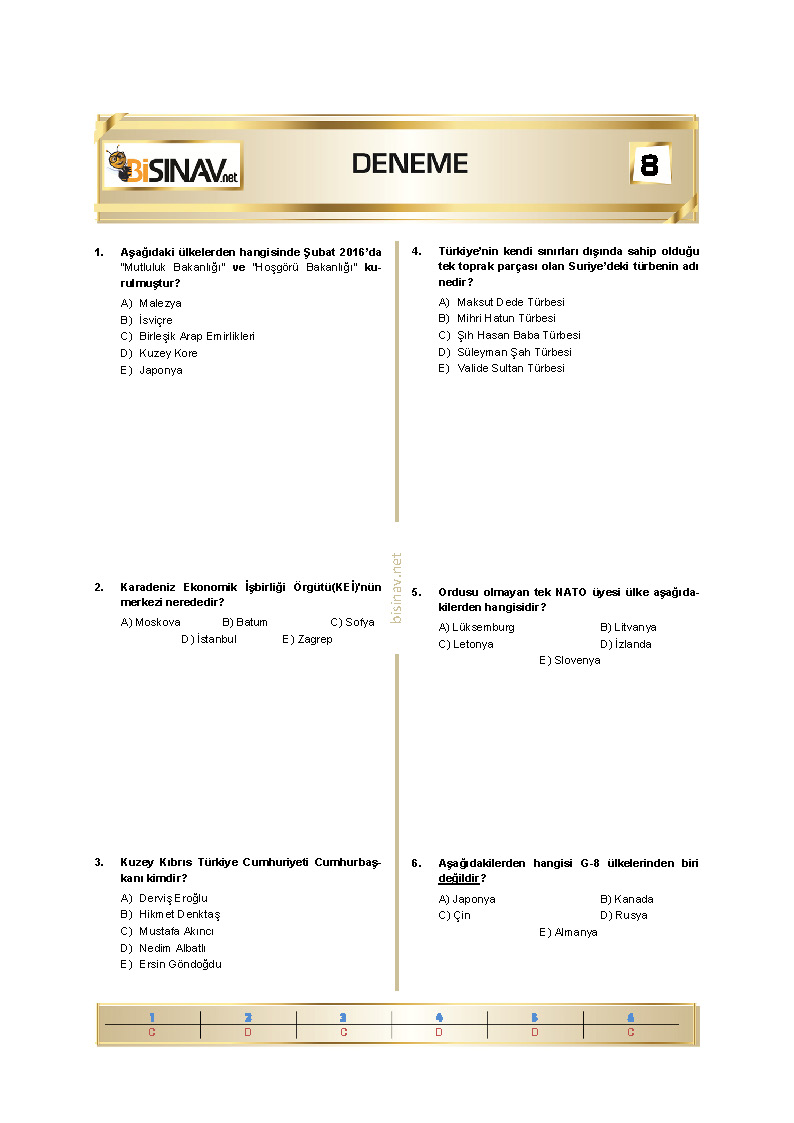 BiSINAV.net
DENEME
8
1. Aşağıdaki ülkelerden hangisinde Şubat 2016’da
"Mutluluk Bakanlığı" ve "Hoşgörü Bakanlığı" ku-
rulmuştur?
A) Malezya
B) İsviçre
C) Birleşik Arap Emirlikleri
D) Kuzey Kore
E) Japonya
2. Karadeniz Ekonomik İşbirliği Örgütü(KEİ)'nün
merkezi nerededir?
A) Moskova B) Batum C) Sofya
D) İstanbul E) Zagrep
3. Kuzey Kıbrıs Türkiye Cumhuriyeti Cumhurbaş-
kanı kimdir?
A) Derviş Eroğlu
B) Hikmet Denktaş
C) Mustafa Akıncı
D) Nedim Albatlı
E) Ersin Göndoğdu
bisinav.net
4. Türkiye'nin kendi sınırları dışında sahip olduğu
tek toprak parçası olan Suriye’deki türbenin adı
nedir?
A) Maksut Dede Türbesi
B) Mihri Hatun Türbesi
C) Şıh Hasan Baba Türbesi
D) Süleyman Şah Türbesi
E) Valide Sultan Türbesi
5. Ordusu olmayan tek NATO üyesi ülke aşağıda-
kilerden hangisidir?
A) Lüksemburg B) Litvanya
C) Letonya D) İzlanda
E) Slovenya
6. Aşağıdakilerden hangisi G-8 ülkelerinden biri
değildir?
A) Japonya B) Kanada
C) Çin D) Rusya
E) Almanya
1 2 3 4 5 6
C D C D D C